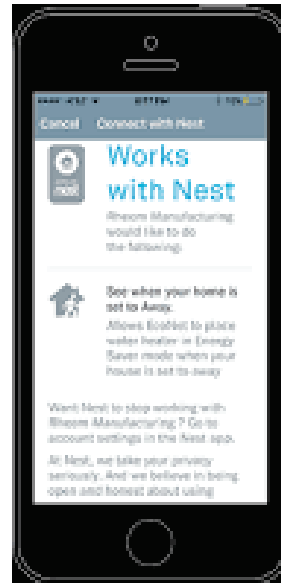 Cancel Connect with Nest
nest
Works
with Nest
Rheem Manufacturing
would like to do
the following:
See when your home is
set to Away.
Allows EcoNet to place
water heater in Energy
Saver mode when your
house is set to away
Want Nest to stop working with
Rheem Manufacturing? Go to
account settings in the Nest app.
At Nest, we take your privacy
seriously. And we believe in being
open and honest about using